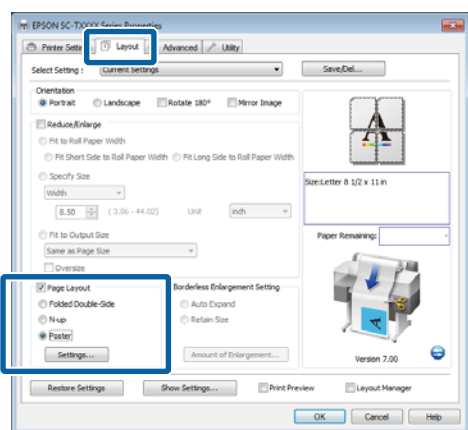 EPSON SC-TXXXX Series Properties
Printer Settin Layout Advanced Utility
Select Setting : Current Settings Save/Del...
Orientation
Portrait Landscape Rotate 180° Mirror Image
Reduce/Enlarge
Fit to Roll Paper Width
Fit Short Side to Roll Paper Width Fit Long Side to Roll Paper Width
Specify Size
Size:Letter 8 1/2 x 11 in
Width
8.50 ( 3.86 - 44.02) Unit inch
Fit to Output Size
Paper Remaining:
Same as Page Size
Oversize
Page Layout
Borderless Enlargement Setting
Folded Double-Side
Auto Expand
N-up
Retain Size
Poster
Settings...
Amount of Enlargement...
Version 7.00
Restore Settings Show Settings... Print Preview Layout Manager
OK Cancel Help